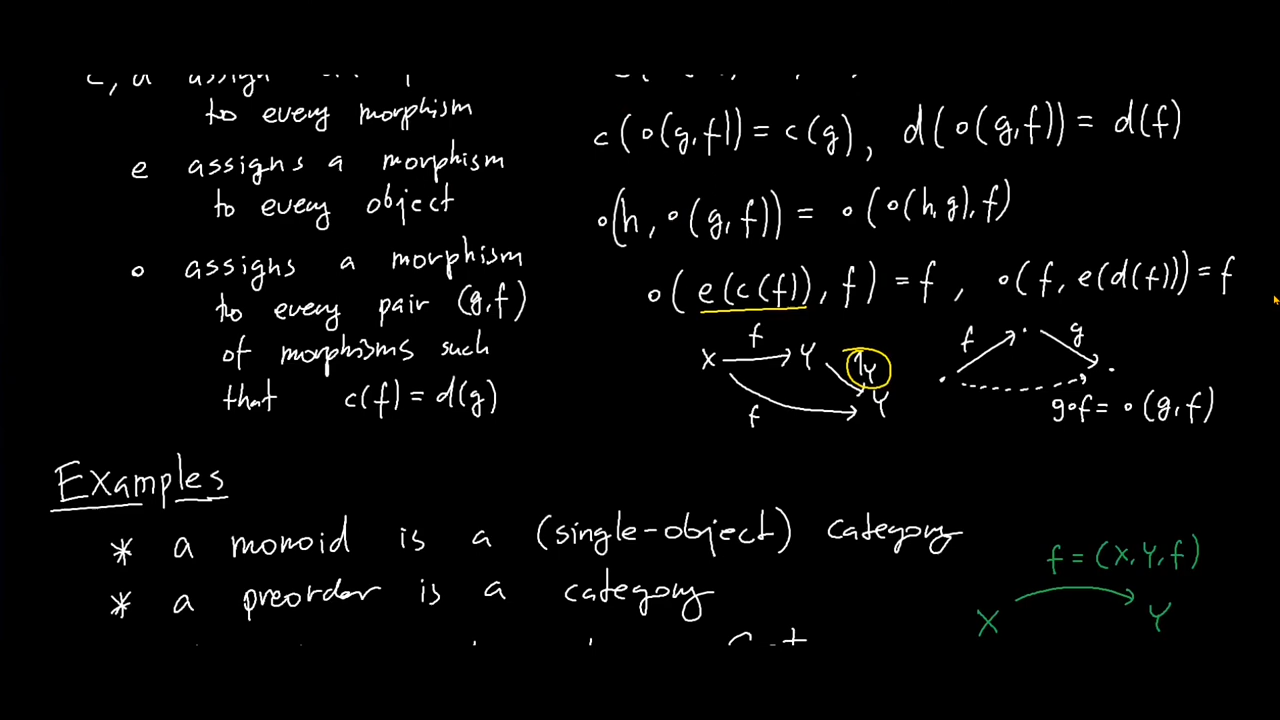 to every morphism
e assigns a morphism
to every object
o assigns a morphism
to every pair (g,f)
of morphisms such
that c(f) = d(g)
c(∘(g,f)) = c(g), d(∘(g,f)) = d(f)
∘(h, ∘(g,f)) = ∘(∘(h,g),f)
∘(e(c(f)), f) = f, ∘(f, e(d(f))) = f
f
X Y 1Y
Y
f
f g
g∘f = ∘(g,f)
Examples
* a monoid is a (single-object) category
* a preorder is a category
f = (X,Y,f)
X Y